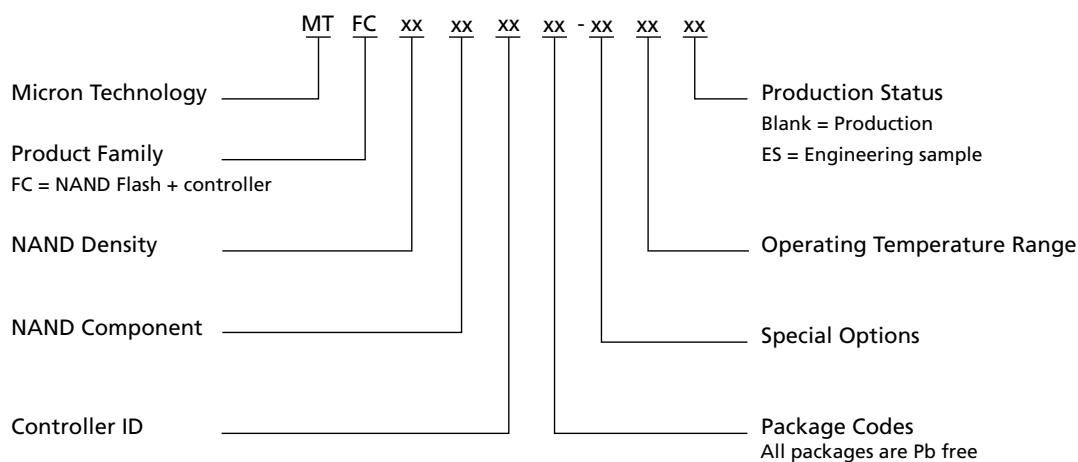 MT FC xx xx xx xx - xx xx xx
Micron Technology
Product Family
FC = NAND Flash + controller
NAND Density
NAND Component
Controller ID
Production Status
Blank = Production
ES = Engineering sample
Operating Temperature Range
Special Options
Package Codes
All packages are Pb free